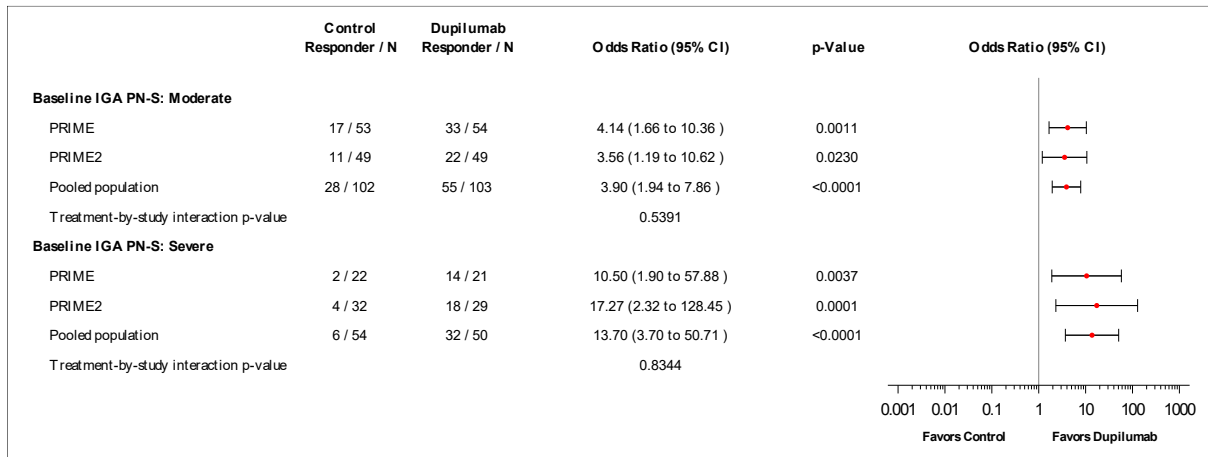 Control Dupilumab
Responder / N Responder / N Odds Ratio (95% CI) p-Value Odds Ratio (95% CI)
Baseline IGA PN-S: Moderate
PRIME 17 / 53 33 / 54 4.14 (1.66 to 10.36 ) 0.0011
PRIME2 11 / 49 22 / 49 3.56 (1.19 to 10.62 ) 0.0230
Pooled population 28 / 102 55 / 103 3.90 (1.94 to 7.86 ) <0.0001
Treatment-by-study interaction p-value 0.5391
Baseline IGA PN-S: Severe
PRIME 2 / 22 14 / 21 10.50 (1.90 to 57.88 ) 0.0037
PRIME2 4 / 32 18 / 29 17.27 (2.32 to 128.45 ) 0.0001
Pooled population 6 / 54 32 / 50 13.70 (3.70 to 50.71 ) <0.0001
Treatment-by-study interaction p-value 0.8344
0.001 0.01 0.1 1 10 100 1000
Favors Control Favors Dupilumab